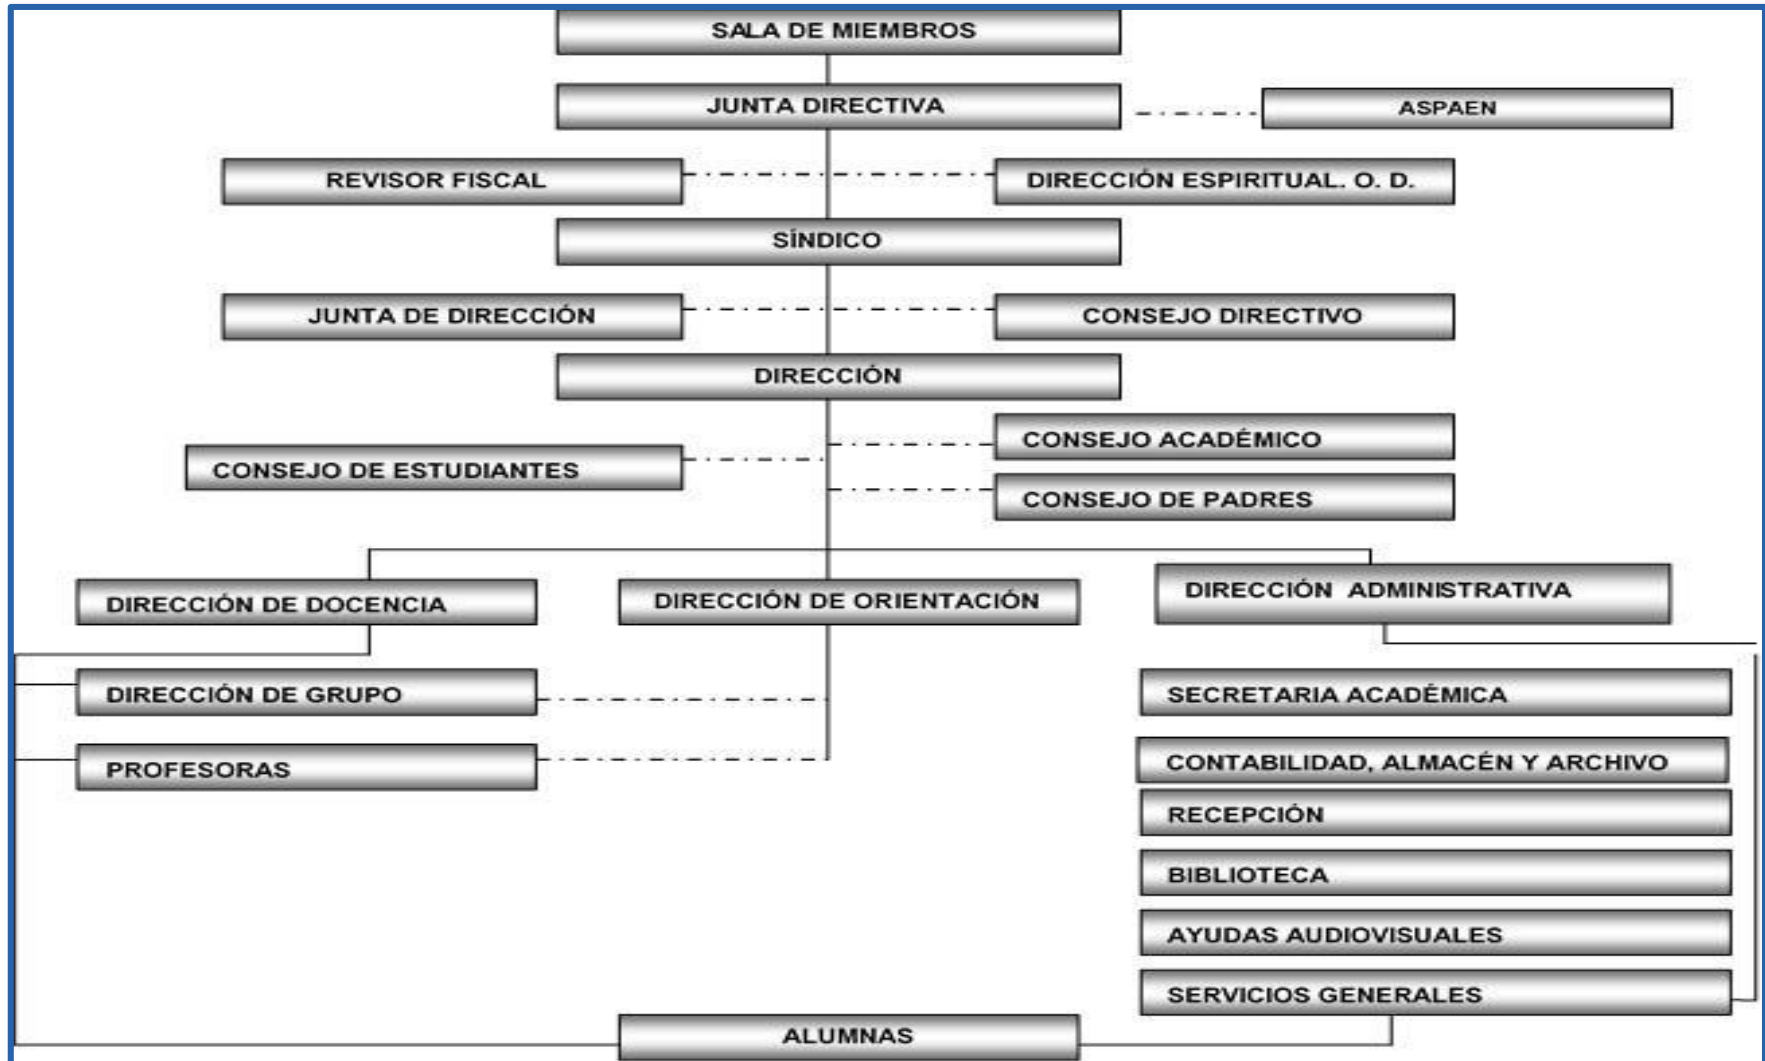 SALA DE MIEMBROS
JUNTA DIRECTIVA
ASPAEN
REVISOR FISCAL
DIRECCIÓN ESPIRITUAL. O. D.
SÍNDICO
JUNTA DE DIRECCIÓN
CONSEJO DIRECTIVO
DIRECCIÓN
CONSEJO ACADÉMICO
CONSEJO DE ESTUDIANTES
CONSEJO DE PADRES
DIRECCIÓN DE DOCENCIA
DIRECCIÓN DE ORIENTACIÓN
DIRECCIÓN ADMINISTRATIVA
DIRECCIÓN DE GRUPO
SECRETARIA ACADÉMICA
PROFESORAS
CONTABILIDAD, ALMACÉN Y ARCHIVO
RECEPCIÓN
BIBLIOTECA
AYUDAS AUDIOVISUALES
SERVICIOS GENERALES
ALUMNAS